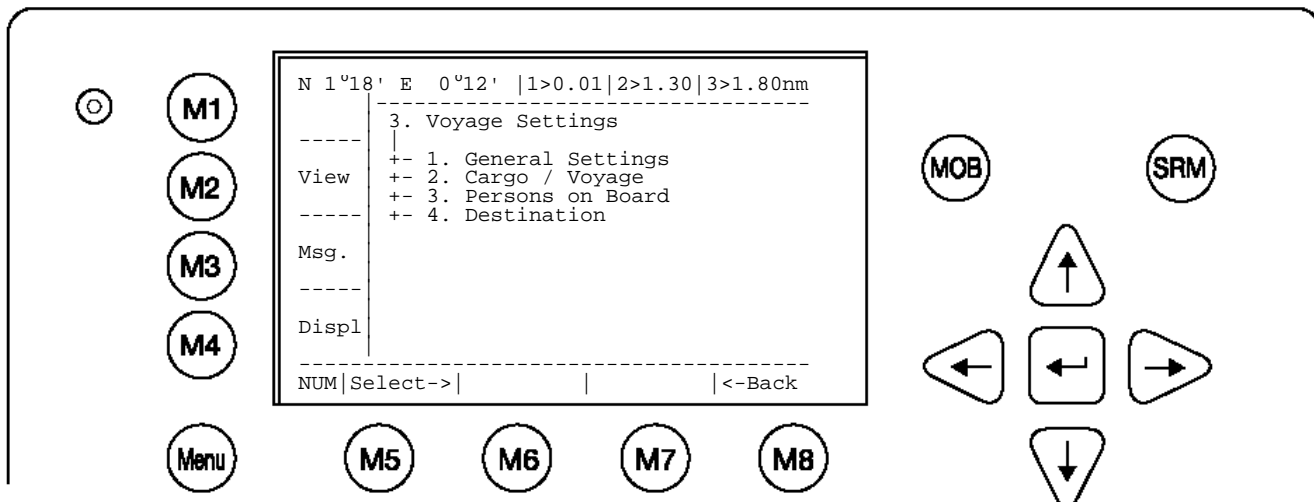 N 1°18' E 0°12' |1>0.01|2>1.30|3>1.80nm
3. Voyage Settings
+- 1. General Settings
+- 2. Cargo / Voyage
+- 3. Persons on Board
+- 4. Destination
View
Msg.
Displ
NUM|Select->| | |<-Back
M1
M2
M3
M4
Menu
M5
M6
M7
M8
MOB
SRM